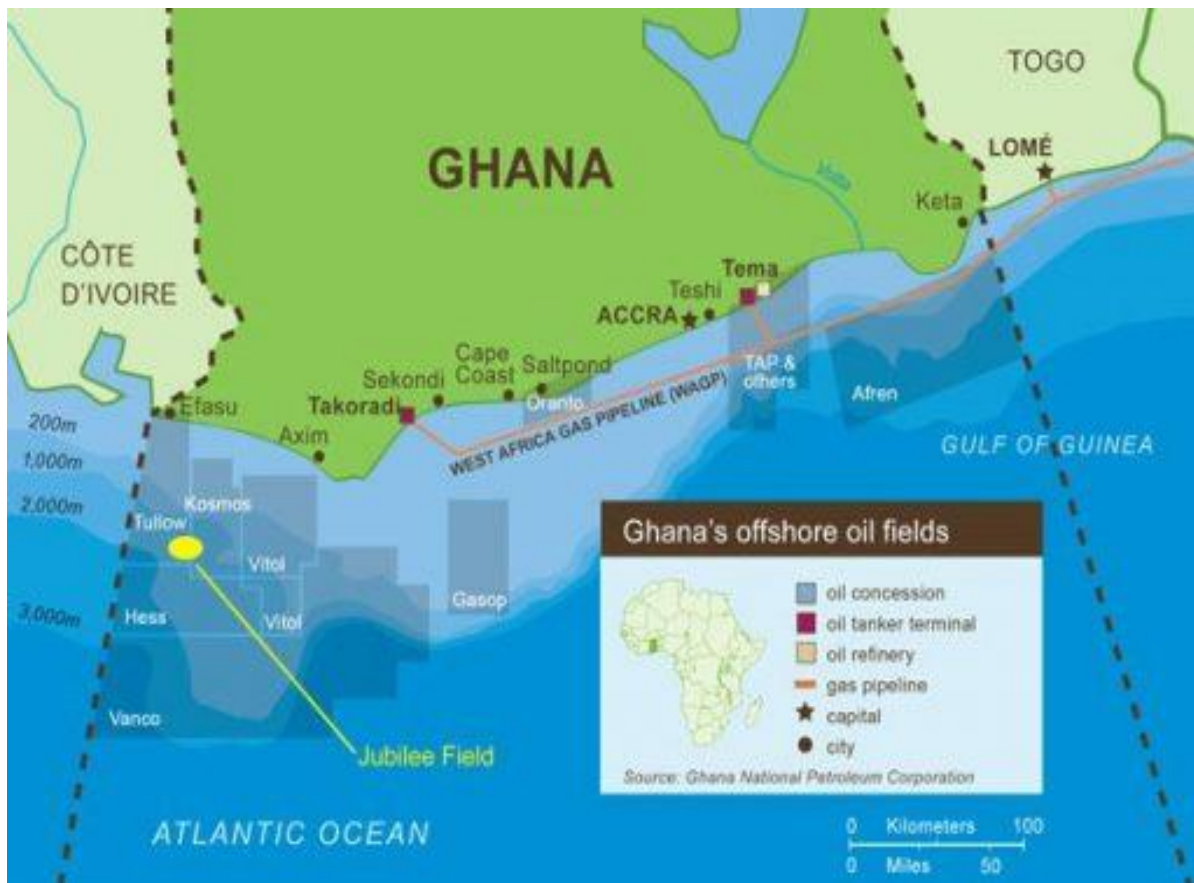 TOGO
GHANA
LOMÉ
Volta
Keta
CÔTE
D'IVOIRE
Tema
Teshi
ACCRA
Cape
Coast
Saltpond
Sekondi
Takoradi
Oranto
TAP &
others
Afren
Efasu
Axim
WEST AFRICA GAS PIPELINE (WAGP)
GULF OF GUINEA
200m
1,000m
2,000m
3,000m
Kosmos
Tullow
Vitol
Hess
Vitol
Gasop
Vanco
Jubilee Field
ATLANTIC OCEAN
Ghana's offshore oil fields
oil concession
oil tanker terminal
oil refinery
gas pipeline
capital
city
Source: Ghana National Petroleum Corporation
0 Kilometers 100
0 Miles 50